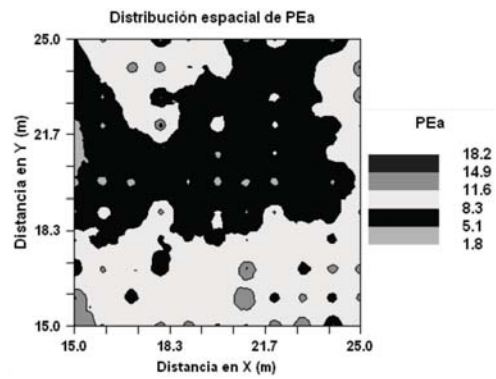 Distribución espacial de PEa
25.0
21.7
18.3
15.0
Distancia en Y (m)
15.0 18.3 21.7 25.0
Distancia en X (m)
PEa
18.2
14.9
11.6
8.3
5.1
1.8